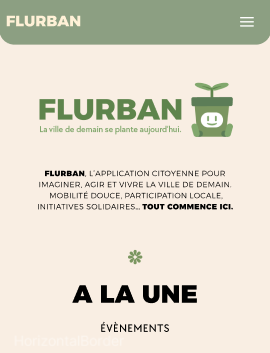 FLURBAN
FLURBAN
La ville de demain se plante aujourd'hui.
FLURBAN, L'APPLICATION CITOYENNE POUR
IMAGINER, AGIR ET VIVRE LA VILLE DE DEMAIN.
MOBILITÉ DOUCE, PARTICIPATION LOCALE,
INITIATIVES SOLIDAIRES... TOUT COMMENCE ICI.
A LA UNE
ÉVÈNEMENTS
HorizontalBorder